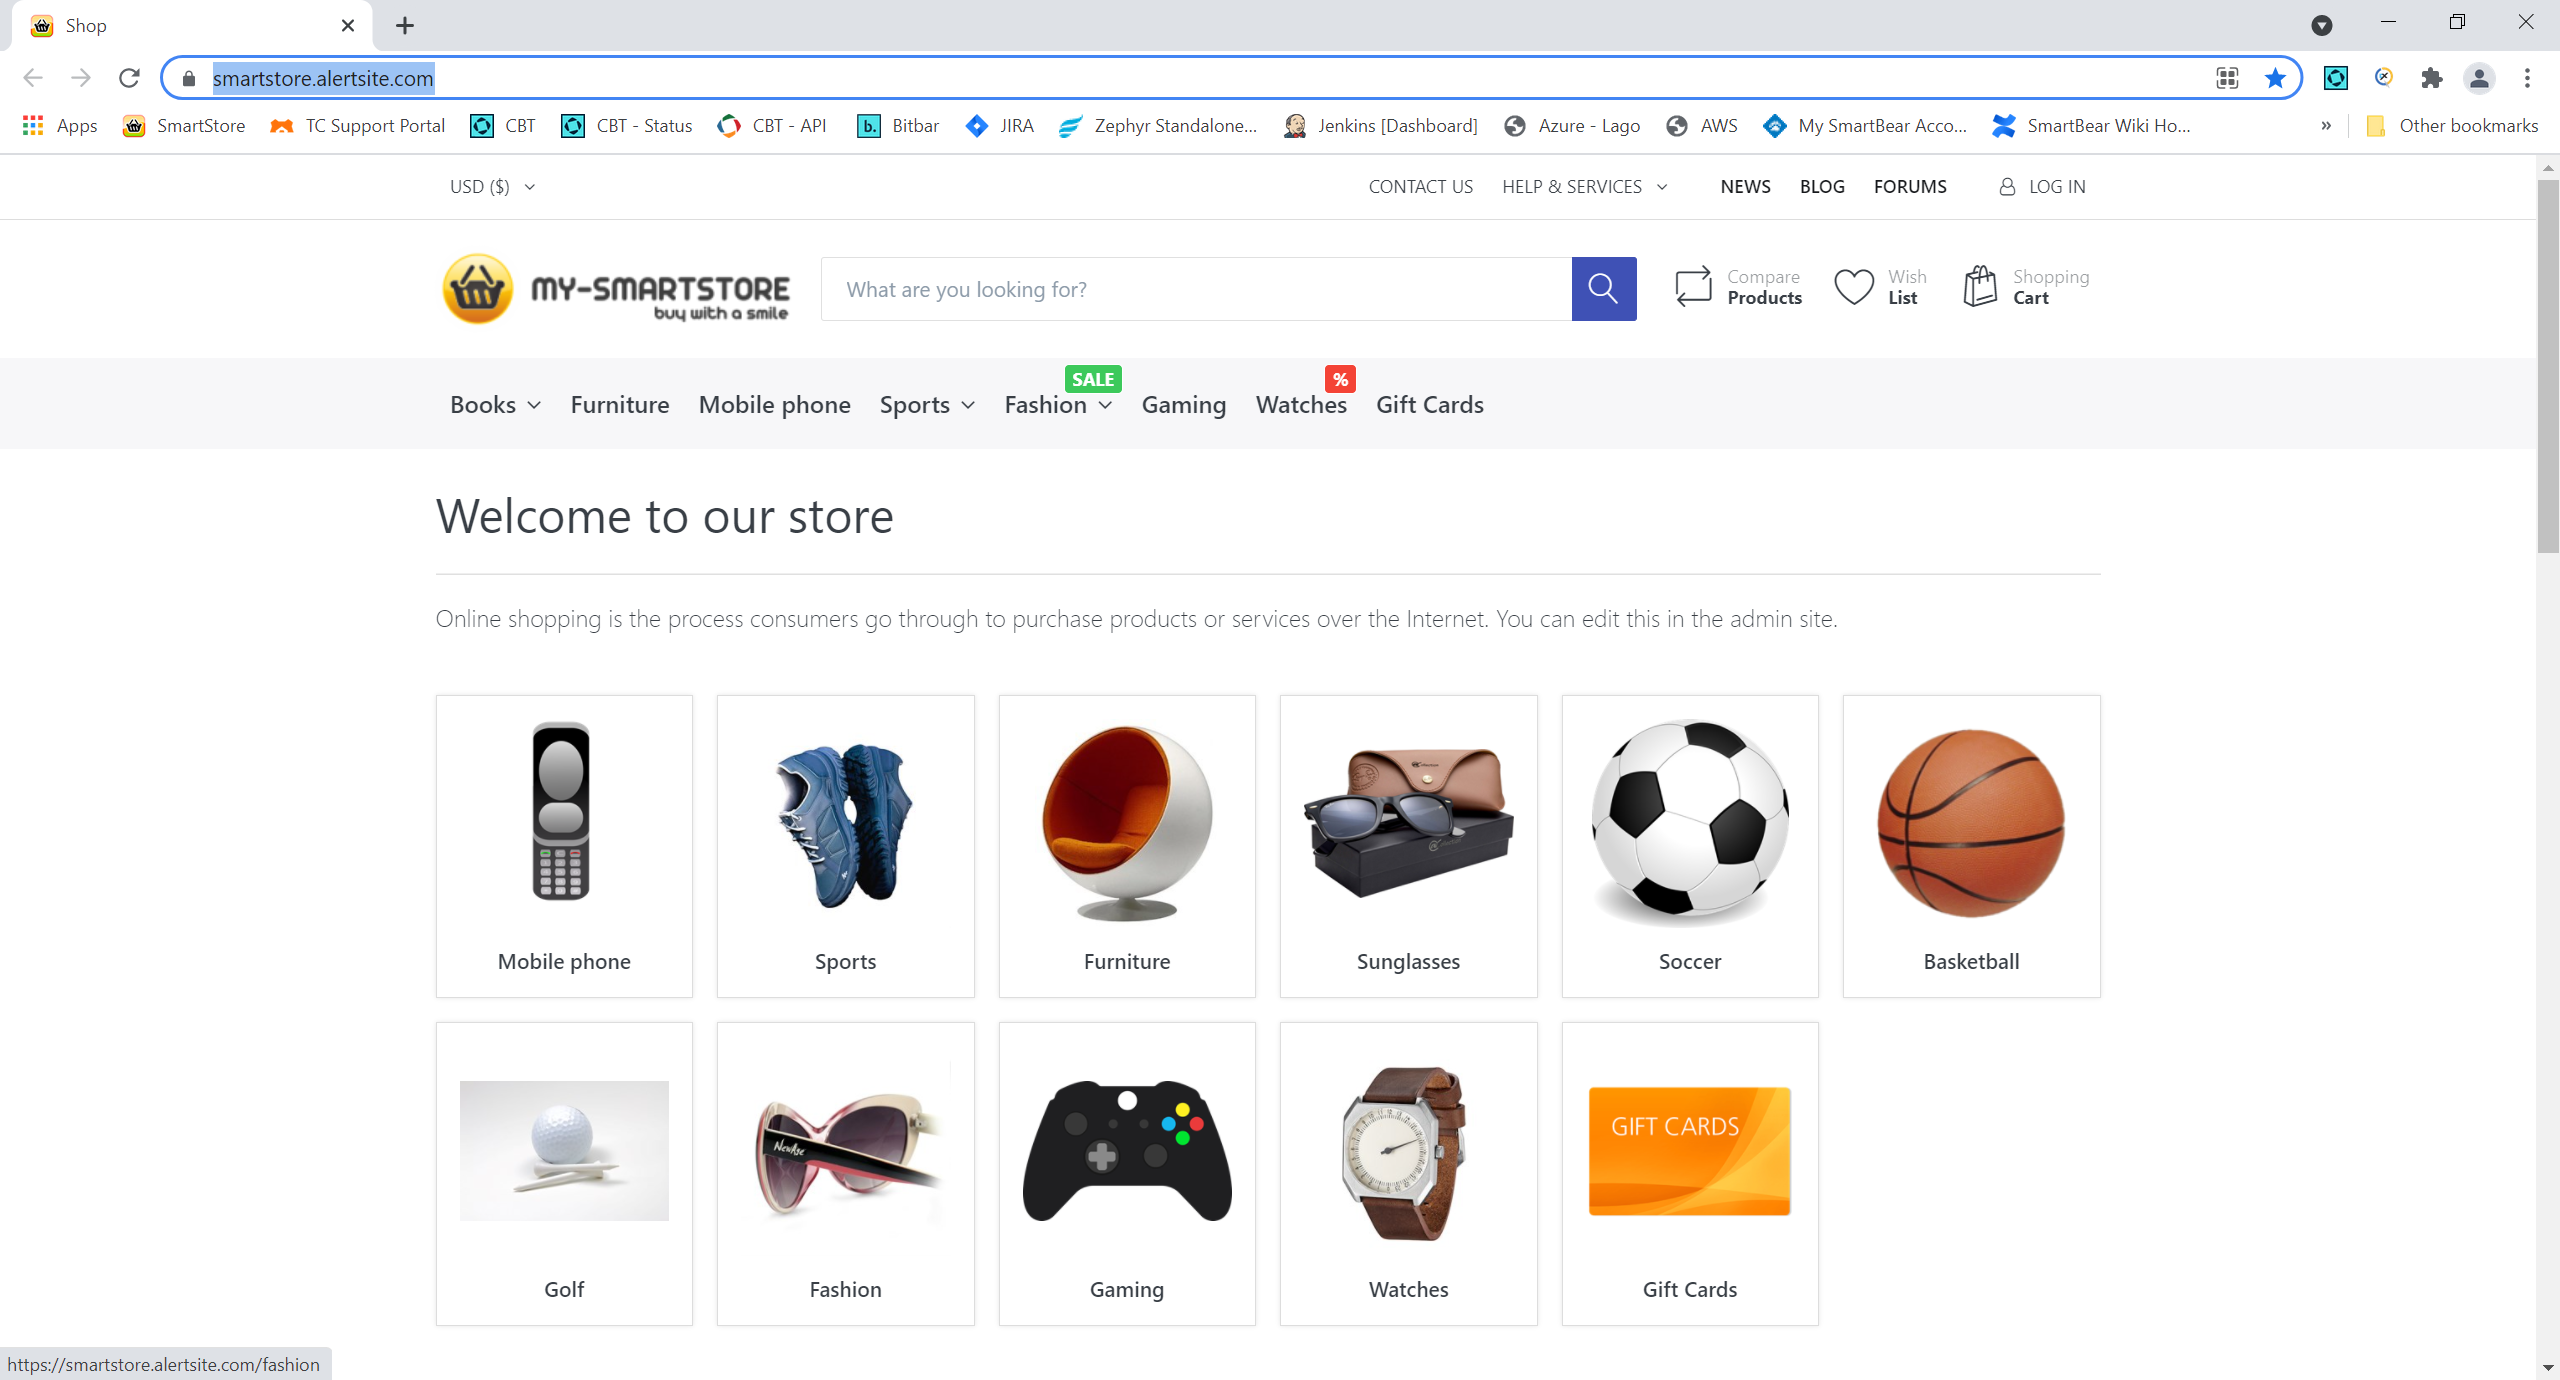 Shop
smartstore.alertsite.com
Apps SmartStore TC Support Portal CBT CBT - Status CBT - API b. Bitbar JIRA Zephyr Standalone... Jenkins [Dashboard] Azure - Lago AWS My SmartBear Acco... SmartBear Wiki Ho... » Other bookmarks
USD ($) CONTACT US HELP & SERVICES NEWS BLOG FORUMS LOG IN
MY-SMARTSTORE
buy with a smile
What are you looking for?
Compare
Products
Wish
List
Shopping
Cart
SALE %
Books Furniture Mobile phone Sports Fashion Gaming Watches Gift Cards
Welcome to our store
Online shopping is the process consumers go through to purchase products or services over the Internet. You can edit this in the admin site.
Mobile phone Sports Furniture Sunglasses Soccer Basketball
NewAge
GIFT CARDS
Golf Fashion Gaming Watches Gift Cards
https://smartstore.alertsite.com/fashion